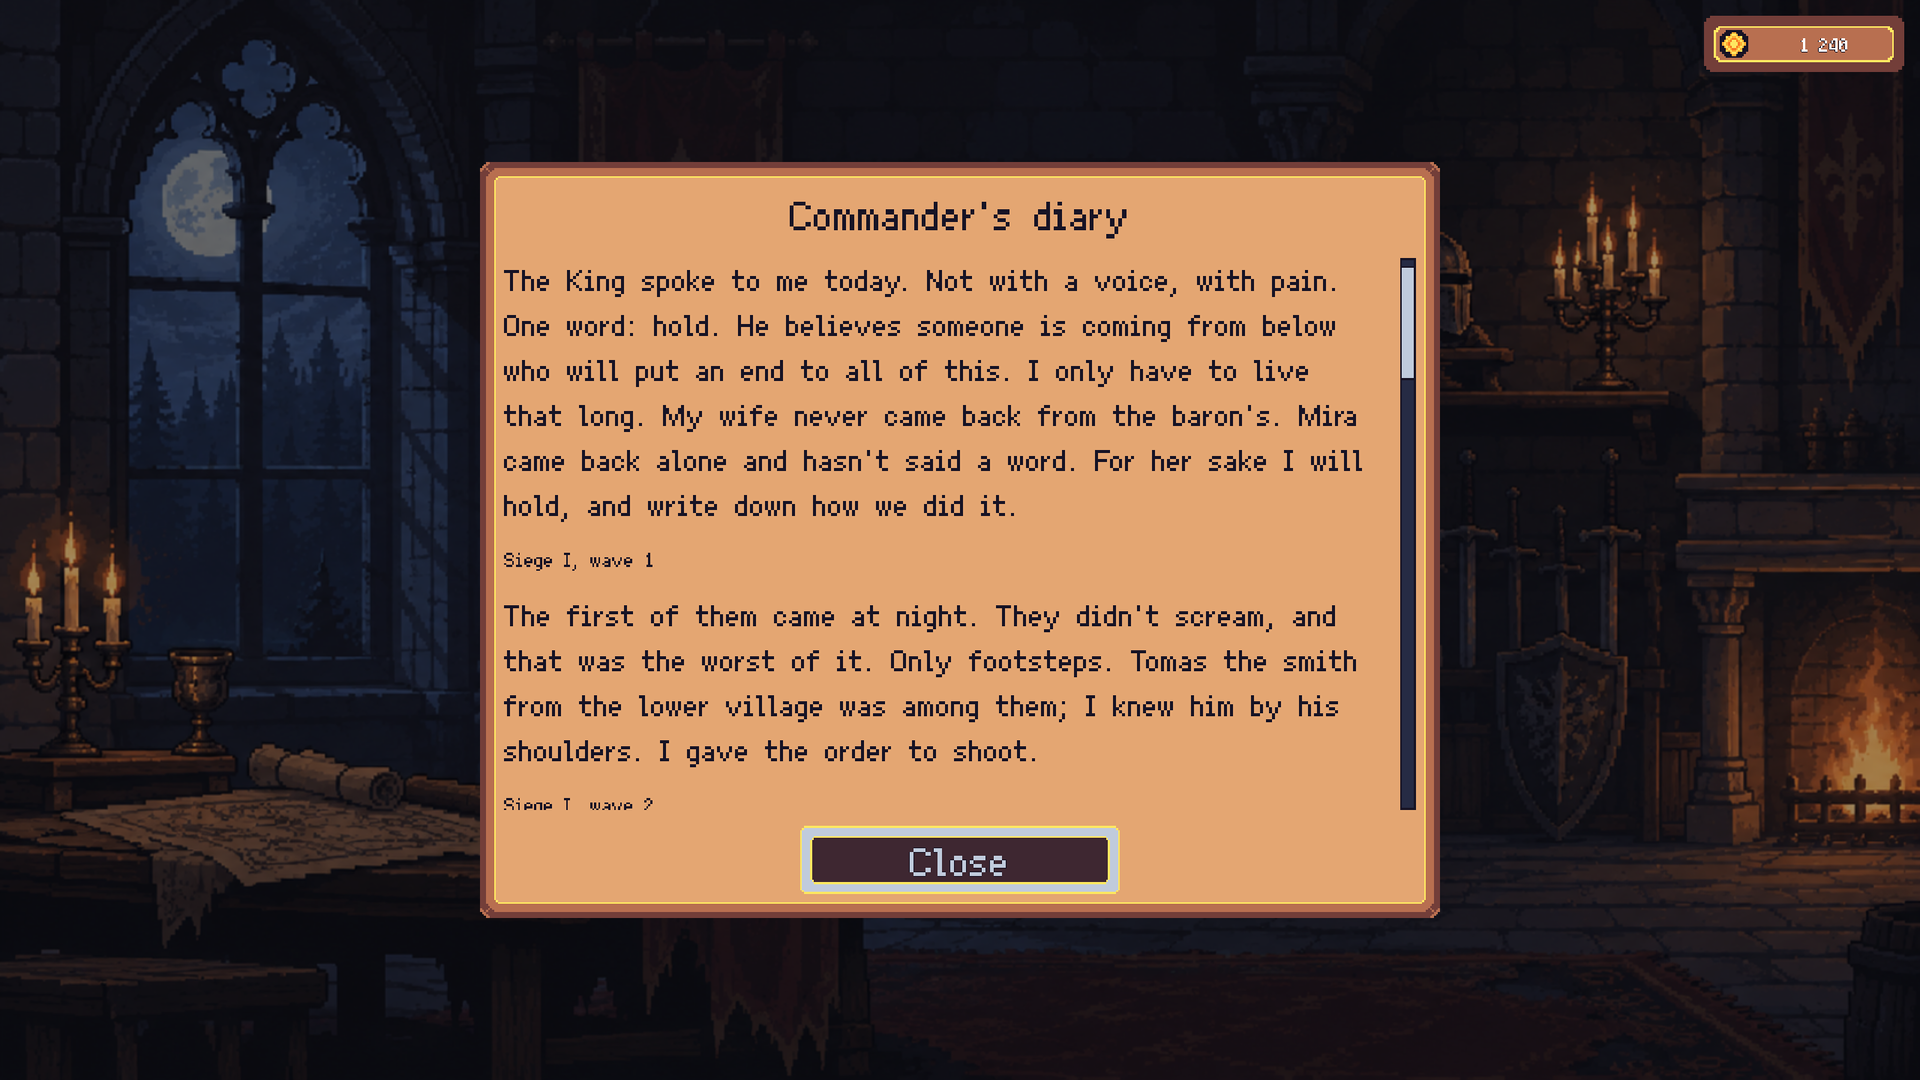 1 240
Commander's diary
The King spoke to me today. Not with a voice, with pain.
One word: hold. He believes someone is coming from below
who will put an end to all of this. I only have to live
that long. My wife never came back from the baron's. Mira
came back alone and hasn't said a word. For her sake I will
hold, and write down how we did it.
Siege I, wave 1
The first of them came at night. They didn't scream, and
that was the worst of it. Only footsteps. Tomas the smith
from the lower village was among them; I knew him by his
shoulders. I gave the order to shoot.
Siege I, wave 2
Close